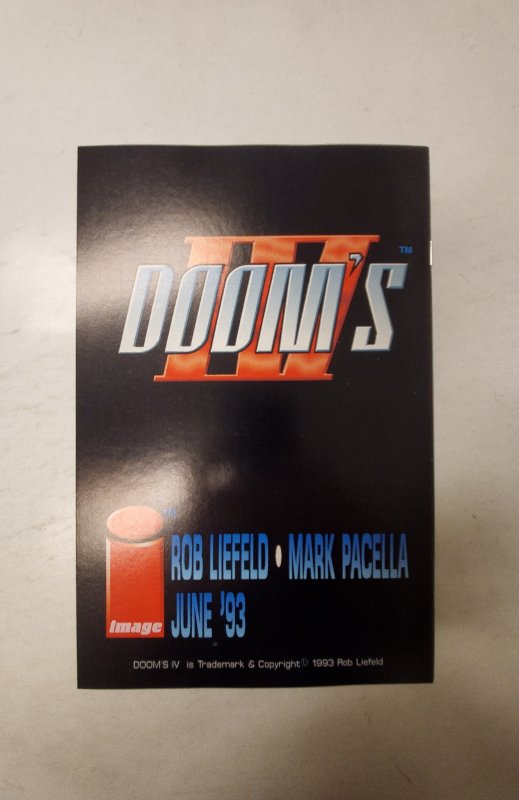 DOOM'S IV ™
ROB LIEFELD • MARK PACELLA
JUNE '93
Image ™
DOOM'S IV is Trademark & Copyright © 1993 Rob Liefeld